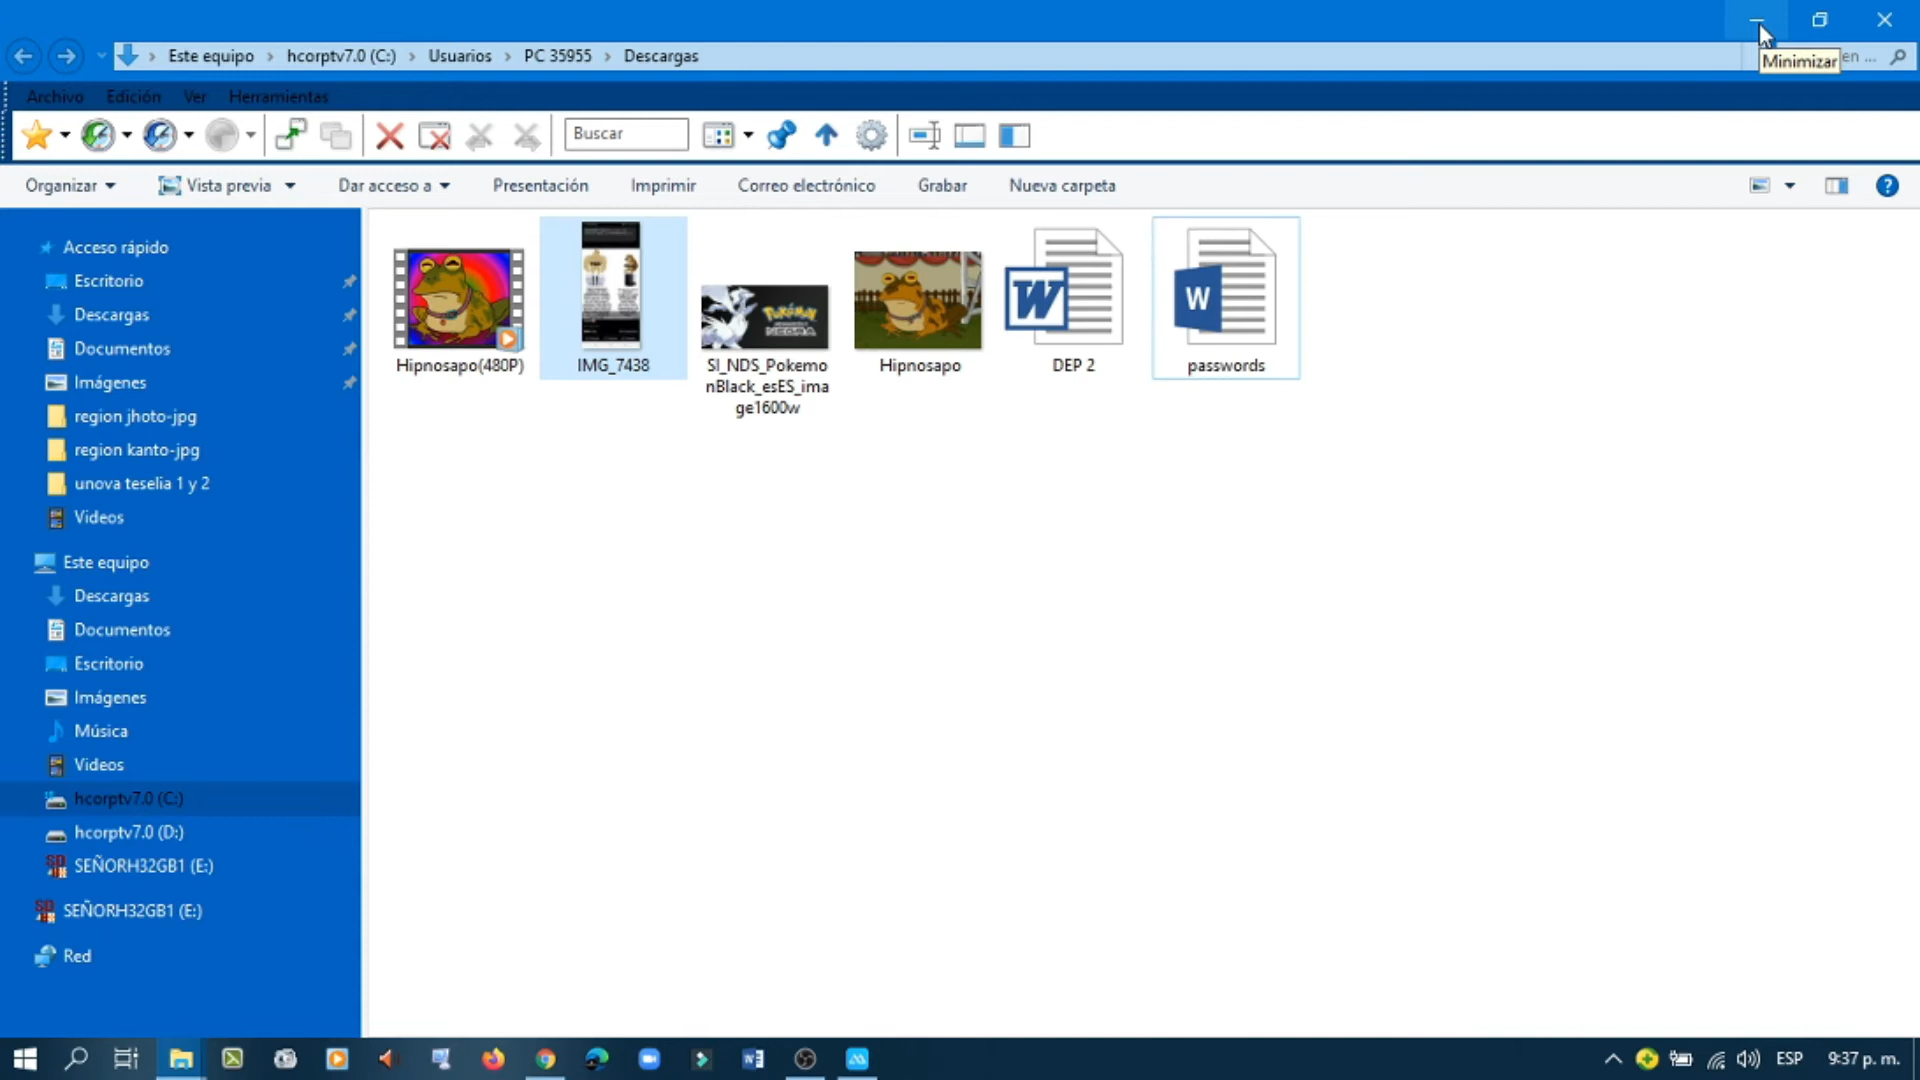 Este equipo › hcorptv7.0 (C:) › Usuarios › PC 35955 › Descargas
en ...
Minimizar
Archivo Edición Ver Herramientas
Buscar
Organizar Vista previa Dar acceso a Presentación Imprimir Correo electrónico Grabar Nueva carpeta
Acceso rápido
Escritorio
Descargas
Documentos
Imágenes
region jhoto-jpg
region kanto-jpg
unova teselia 1 y 2
Videos
Este equipo
Descargas
Documentos
Escritorio
Imágenes
Música
Videos
hcorptv7.0 (C:)
hcorptv7.0 (D:)
SEÑORH32GB1 (E:)
SEÑORH32GB1 (E:)
Red
Hipnosapo(480P)
IMG_7438
SI_NDS_Pokemo
nBlack_esES_ima
ge1600w
Hipnosapo
DEP 2
passwords
ESP 9:37 p. m.